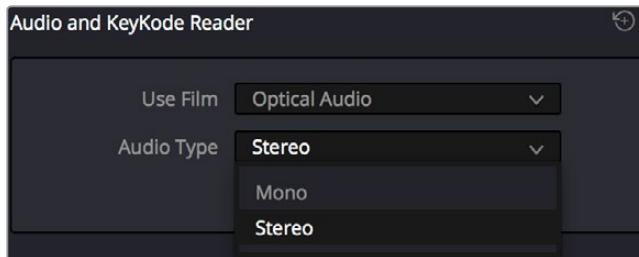 Audio and KeyKode Reader
Use Film Optical Audio
Audio Type Stereo
Mono
Stereo